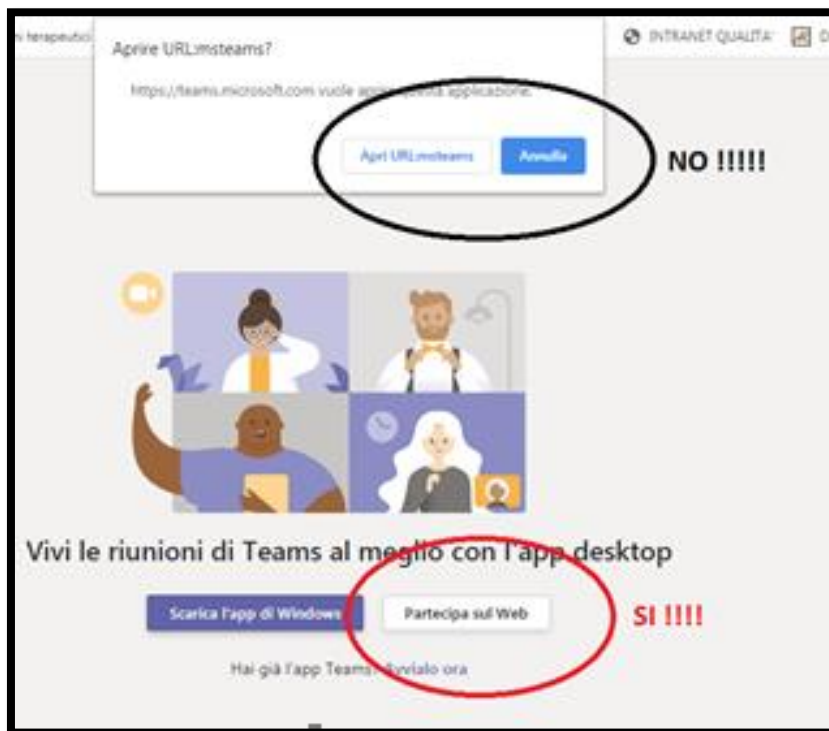 ni terapeutici
INTRANET QUALITA' D
Aprire URL:msteams?
https://teams.microsoft.com vuole aprire questa applicazione.
Apri URL:msteams Annulla
NO !!!!!
Vivi le riunioni di Teams al meglio con l'app desktop
Scarica l'app di Windows Partecipa sul Web
SI !!!!
Hai già l'app Teams? Avvialo ora